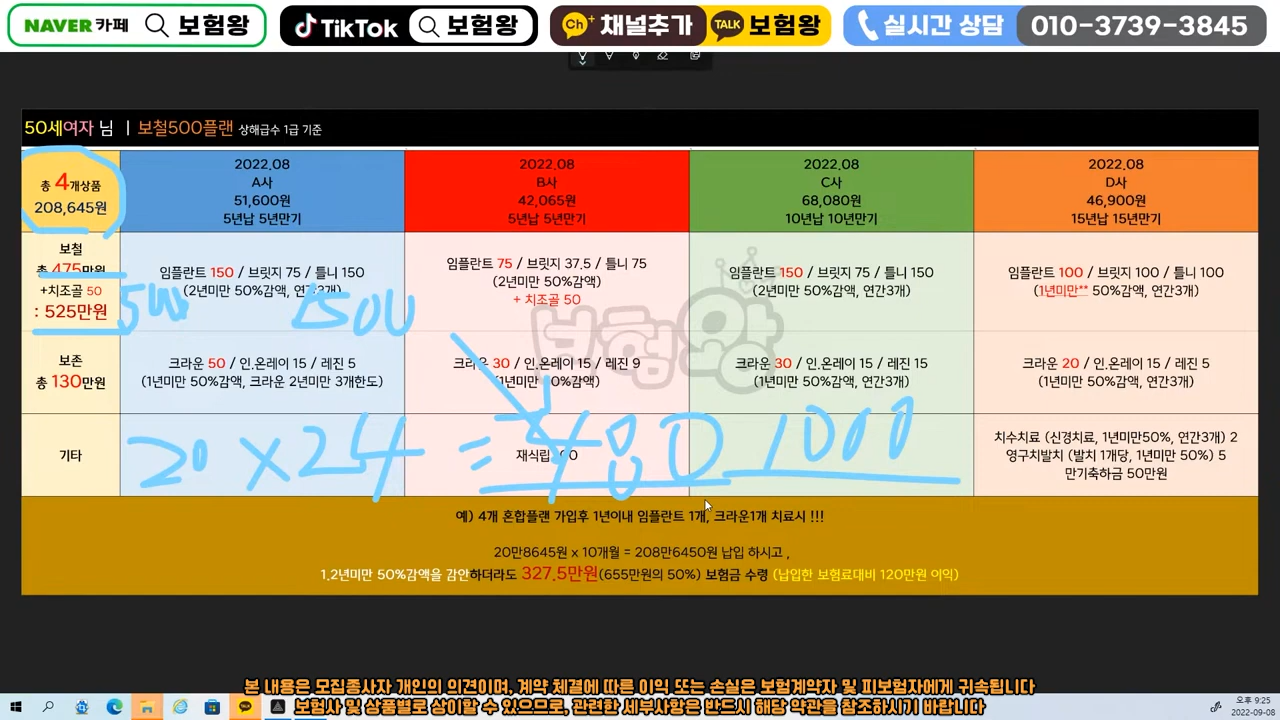 NAVER 카페 보험왕 TikTok 보험왕 Ch+ 채널추가 TALK 보험왕 실시간 상담 010-3739-3845
50세여자 님 | 보철500플랜 상해급수 1급 기준
총 4개상품
208,645원
2022.08
A사
51,600원
5년납 5년만기
2022.08
B사
42,065원
5년납 5년만기
2022.08
C사
68,080원
10년납 10년만기
2022.08
D사
46,900원
15년납 15년만기
보철
총 475만원
+치조골 50
: 525만원
임플란트 150 / 브릿지 75 / 틀니 150
(2년미만 50%감액, 연간3개)
임플란트 75 / 브릿지 37.5 / 틀니 75
(2년미만 50%감액)
+ 치조골 50
임플란트 150 / 브릿지 75 / 틀니 150
(2년미만 50%감액, 연간3개)
임플란트 100 / 브릿지 100 / 틀니 100
(1년미만** 50%감액, 연간3개)
500
1500
보험왕
보존
총 130만원
크라운 50 / 인.온레이 15 / 레진 5
(1년미만 50%감액, 크라운 2년미만 3개한도)
크라운 30 / 인.온레이 15 / 레진 9
(1년미만 50%감액)
크라운 30 / 인.온레이 15 / 레진 15
(1년미만 50%감액, 연간3개)
크라운 20 / 인.온레이 15 / 레진 5
(1년미만 50%감액, 연간3개)
기타
20 x 24 = 480 1000
재식립
치수치료 (신경치료, 1년미만50%, 연간3개) 2
영구치발치 (발치 1개당, 1년미만 50%) 5
만기축하금 50만원
예) 4개 혼합플랜 가입후 1년이내 임플란트 1개, 크라운1개 치료시 !!!
20만8645원 x 10개월 = 208만6450원 납입 하시고 ,
1.2년미만 50%감액을 감안하더라도 327.5만원(655만원의 50%) 보험금 수령 (납입한 보험료대비 120만원 이익)
본 내용은 모집종사자 개인의 의견이며, 계약 체결에 따른 이익 또는 손실은 보험계약자 및 피보험자에게 귀속됩니다
보험사 및 상품별로 상이할 수 있으므로, 관련한 세부사항은 반드시 해당 약관을 참조하시기 바랍니다
오후 9:25
2022-09-08